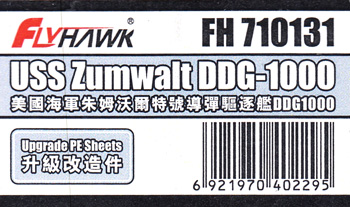 FLYHAWK® FH 710131
USS Zumwalt DDG-1000
美國海軍朱姆沃爾特號導彈驅逐艦DDG1000
Upgrade PE Sheets
升級改造件
6 921970 402295